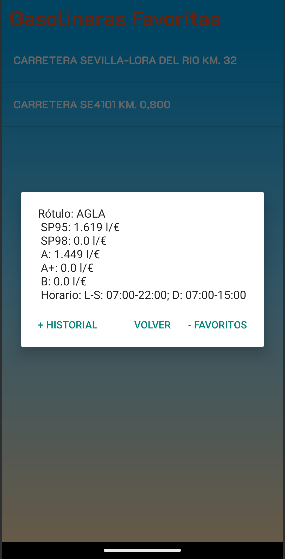 Gasolineras Favoritas
CARRETERA SEVILLA-LORA DEL RIO KM. 32
CARRETERA SE4101 KM. 0,800
Rótulo: AGLA
SP95: 1.619 l/€
SP98: 0.0 l/€
A: 1.449 l/€
A+: 0.0 l/€
B: 0.0 l/€
Horario: L-S: 07:00-22:00; D: 07:00-15:00
+ HISTORIAL VOLVER - FAVORITOS